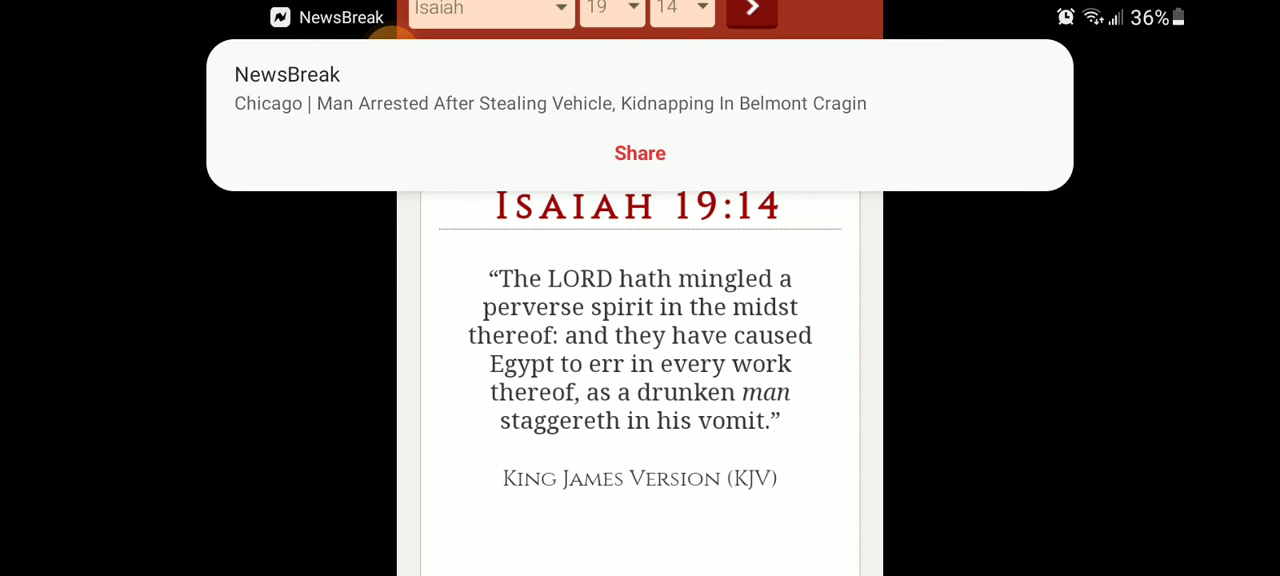 NewsBreak
36%
Isaiah
19
14
NewsBreak
Chicago | Man Arrested After Stealing Vehicle, Kidnapping In Belmont Cragin
Share
ISAIAH 19:14
“The LORD hath mingled a
perverse spirit in the midst
thereof: and they have caused
Egypt to err in every work
thereof, as a drunken man
staggereth in his vomit.”
KING JAMES VERSION (KJV)